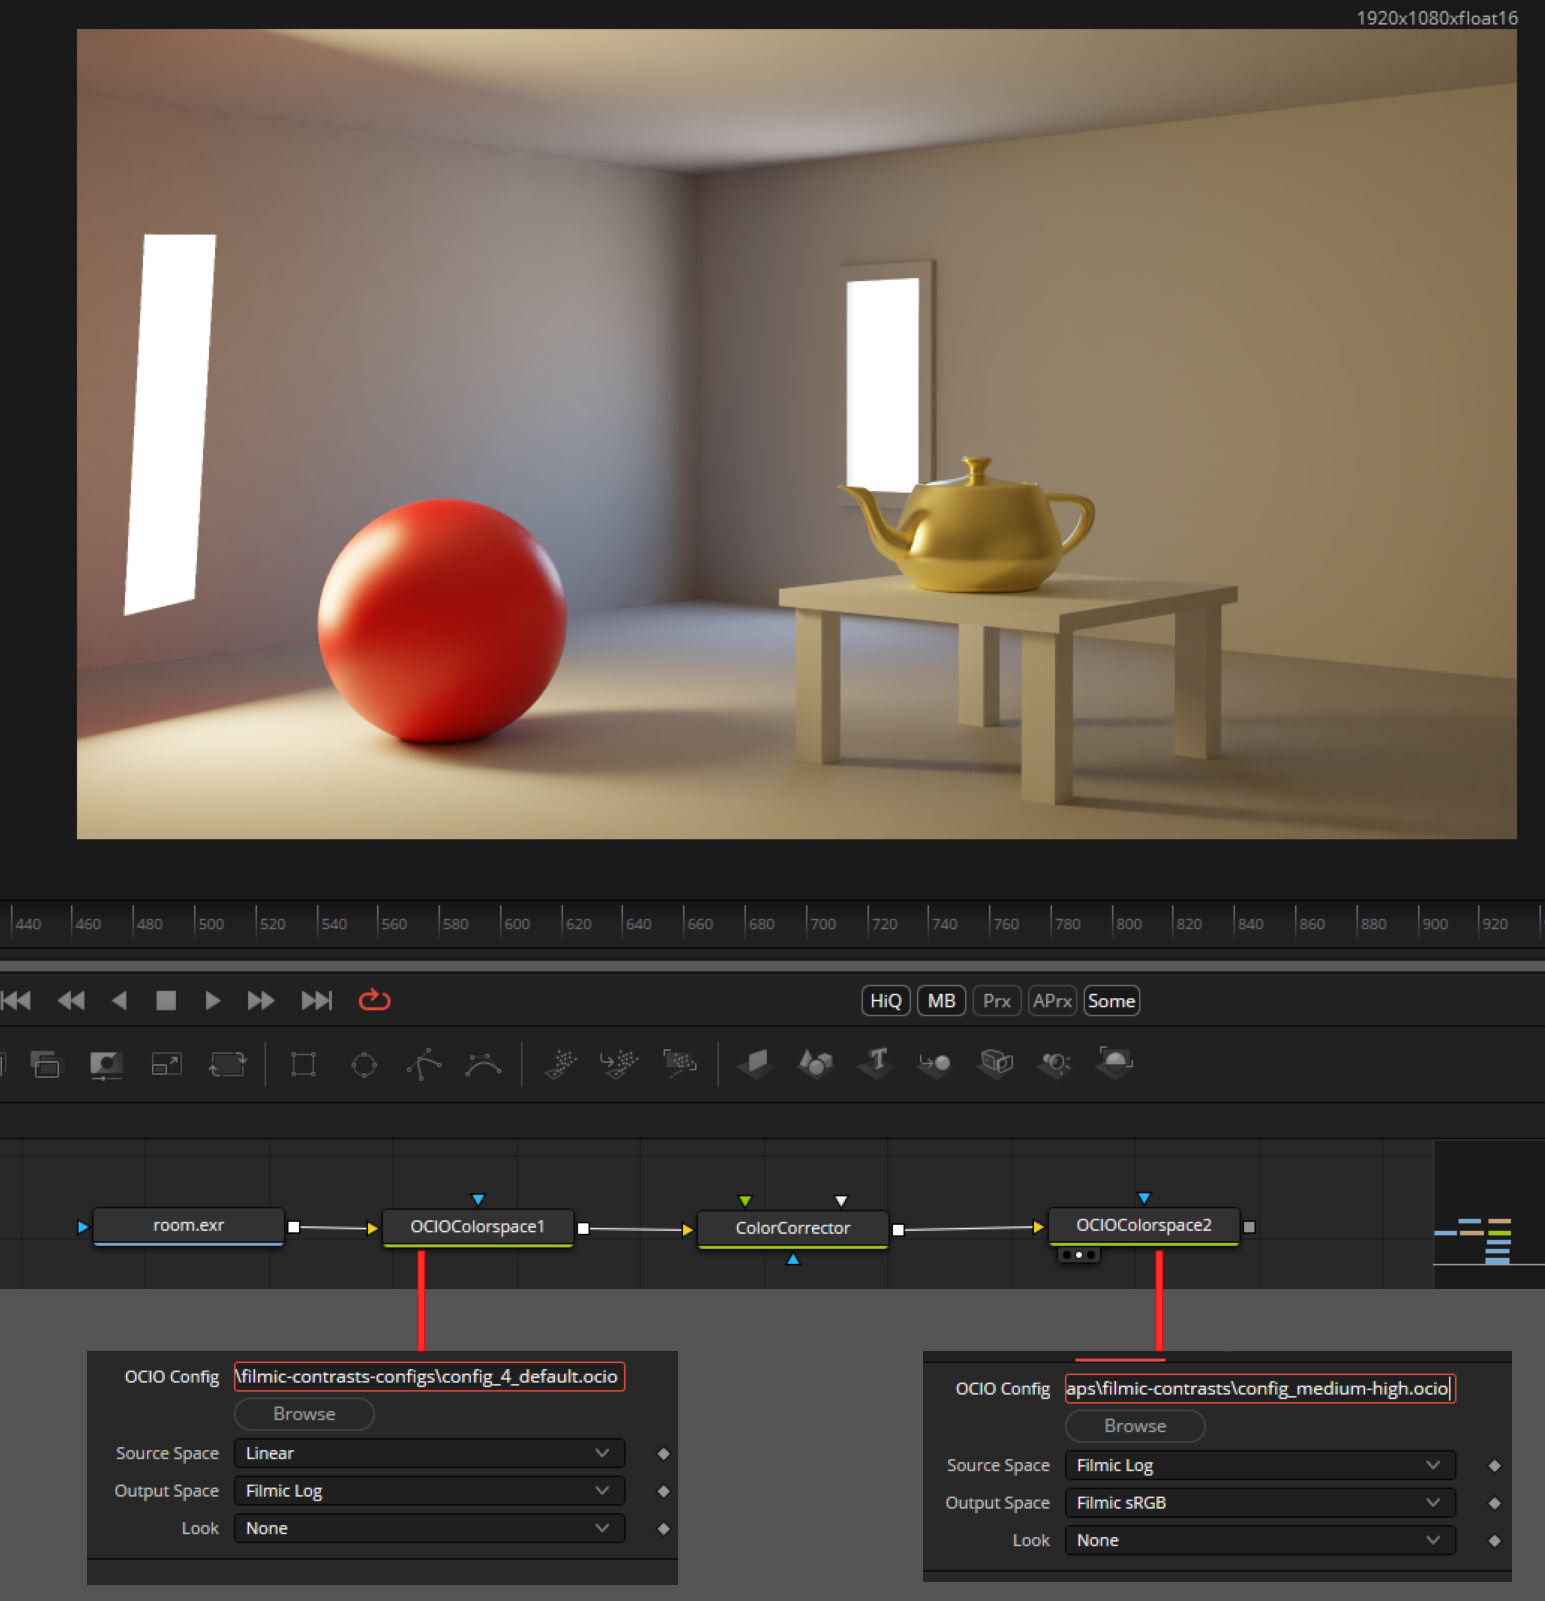 1920x1080xfloat16
440 460 480 500 520 540 560 580 600 620 640 660 680 700 720 740 760 780 800 820 840 860 880 900 920
HiQ MB Prx APrx Some
T
room.exr OCIOColorspace1 ColorCorrector OCIOColorspace2
OCIO Config \filmic-contrasts-configs\config_4_default.ocio
Browse
Source Space Linear
Output Space Filmic Log
Look None
OCIO Config aps\filmic-contrasts\config_medium-high.ocio
Browse
Source Space Filmic Log
Output Space Filmic sRGB
Look None